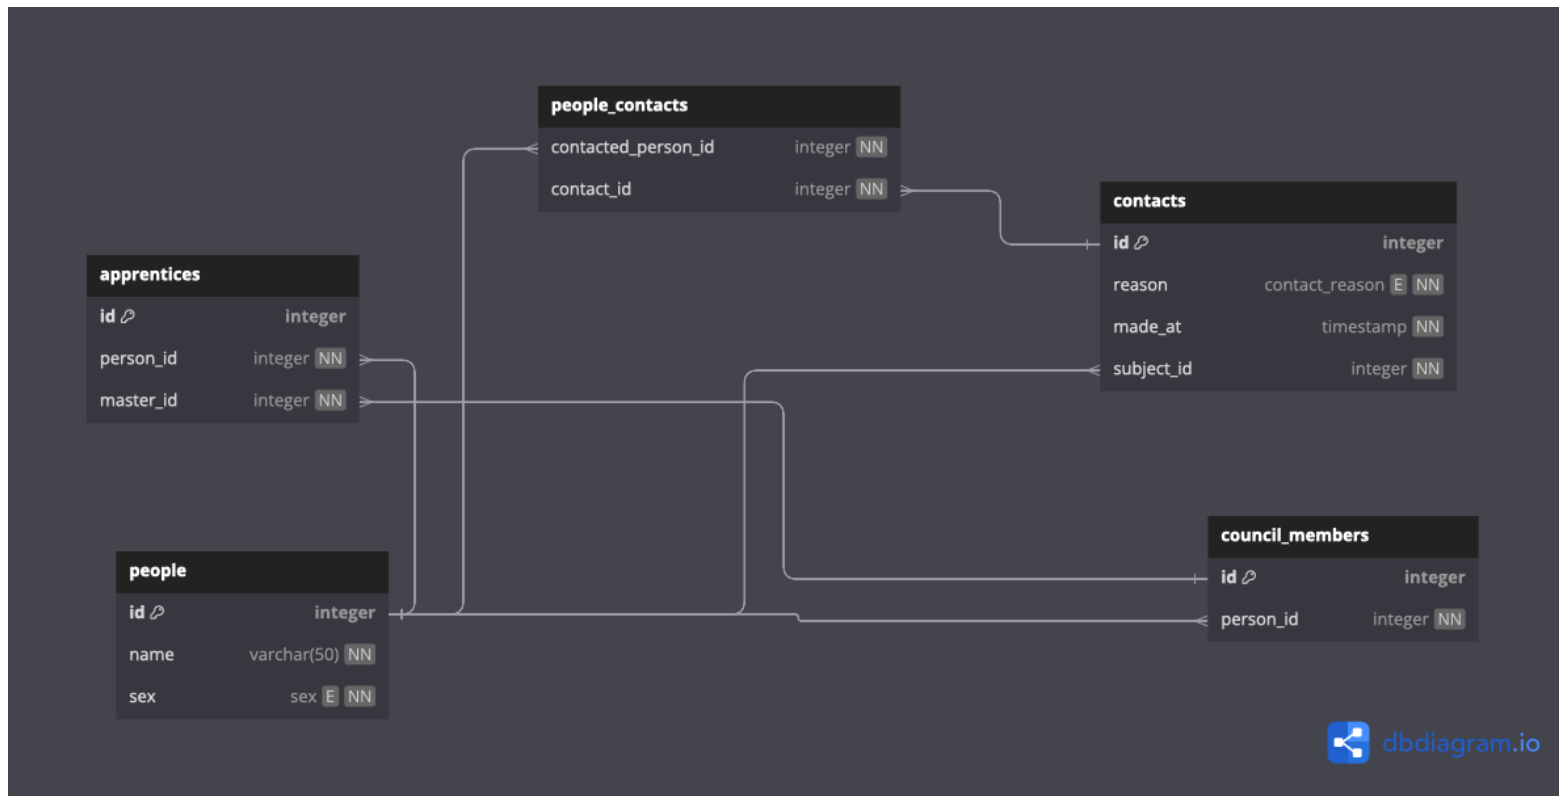 people_contacts
contacted_person_id integer NN
contact_id integer NN
contacts
id integer
reason contact_reason E NN
made_at timestamp NN
subject_id integer NN
apprentices
id integer
person_id integer NN
master_id integer NN
people
id integer
name varchar(50) NN
sex sex E NN
council_members
id integer
person_id integer NN
dbdiagram.io